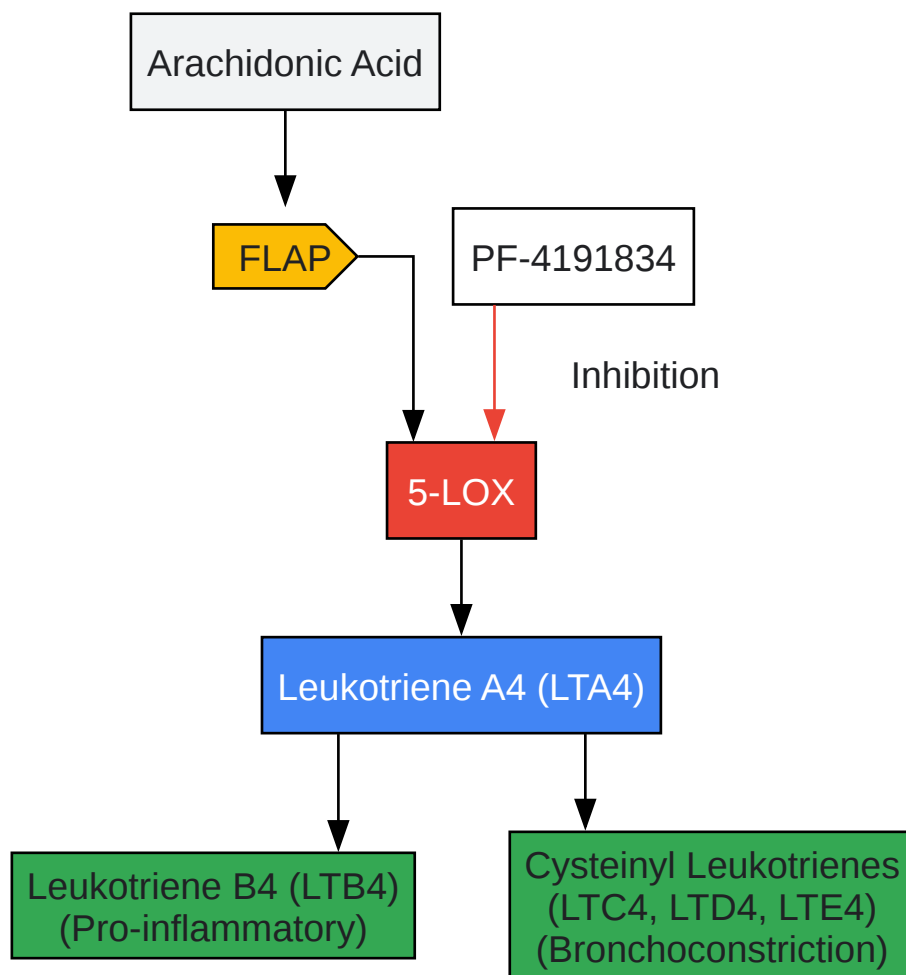 Arachidonic Acid
FLAP
PF-4191834
Inhibition
5-LOX
Leukotriene A4 (LTA4)
Leukotriene B4 (LTB4)
(Pro-inflammatory)
Cysteinyl Leukotrienes
(LTC4, LTD4, LTE4)
(Bronchoconstriction)